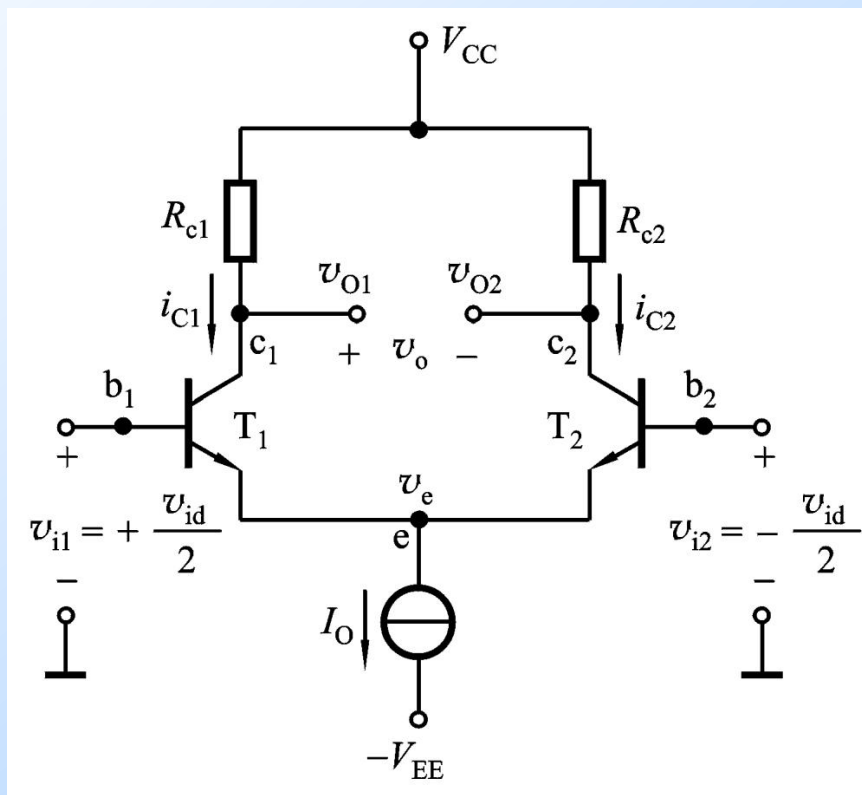 V_CC
R_c1
R_c2
v_O1
v_O2
i_C1
i_C2
c_1
+ v_o −
c_2
b_1
b_2
T_1
T_2
+
+
v_e
v_i1 = + v_id/2
e
v_i2 = − v_id/2
−
−
I_O
−V_EE